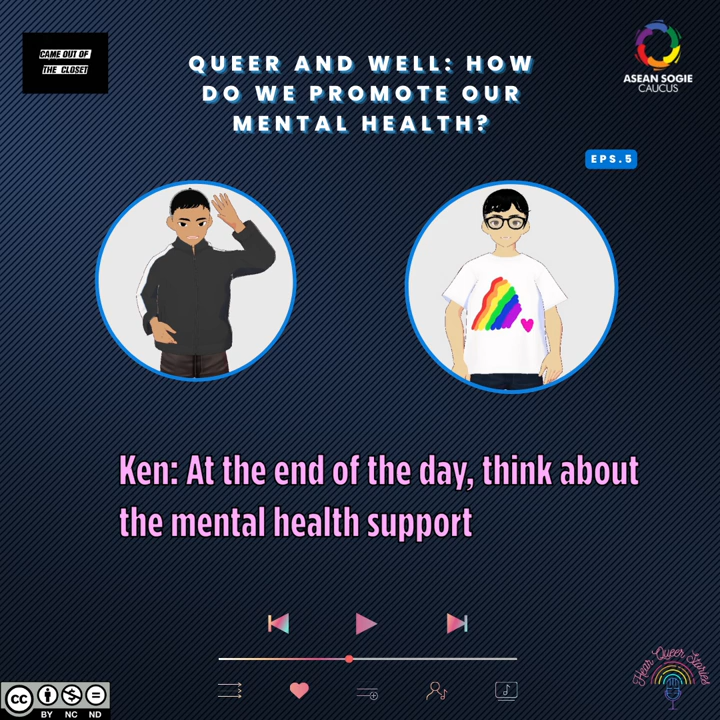 CAME OUT OF
THE CLOSET
QUEER AND WELL: HOW
DO WE PROMOTE OUR
MENTAL HEALTH?
ASEAN SOGIE
CAUCUS
EPS.5
Ken: At the end of the day, think about
the mental health support
Hear Queer Stories
cc
BY NC ND